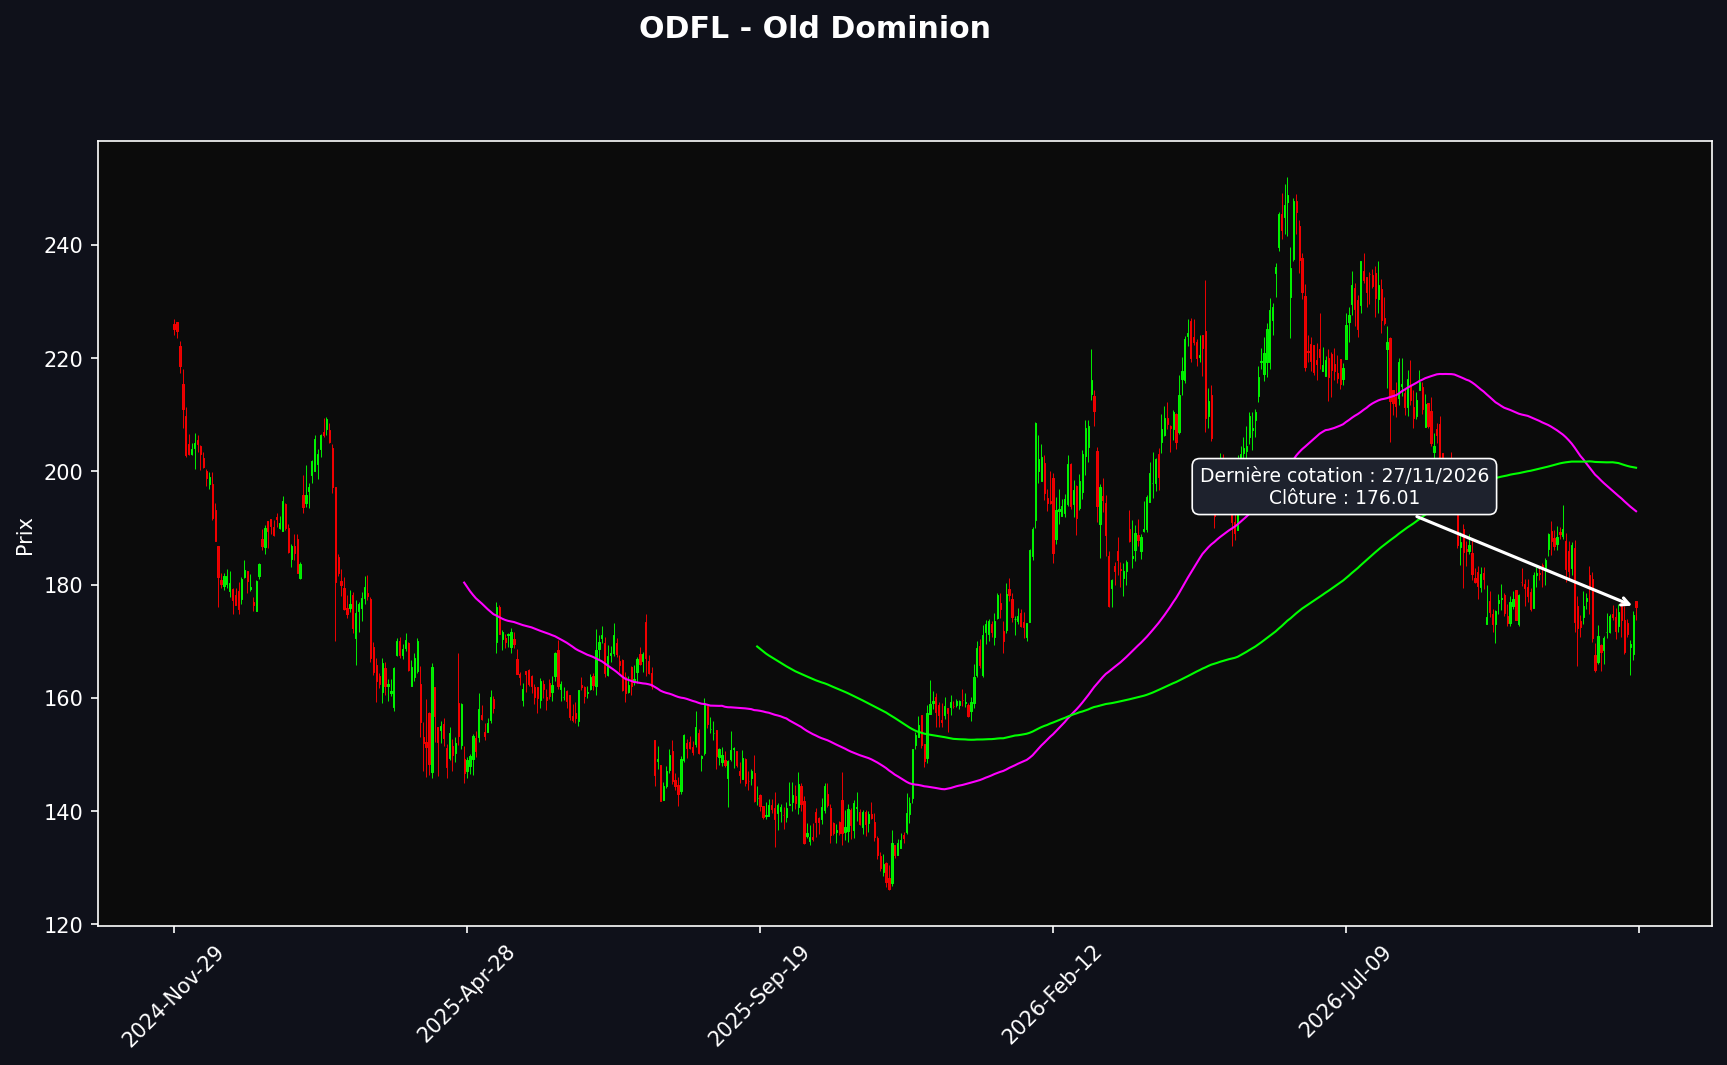 ODFL - Old Dominion
Prix
240
220
200
180
160
140
120
Dernière cotation : 27/11/2026
Clôture : 176.01
2024-Nov-29
2025-Apr-28
2025-Sep-19
2026-Feb-12
2026-Jul-09